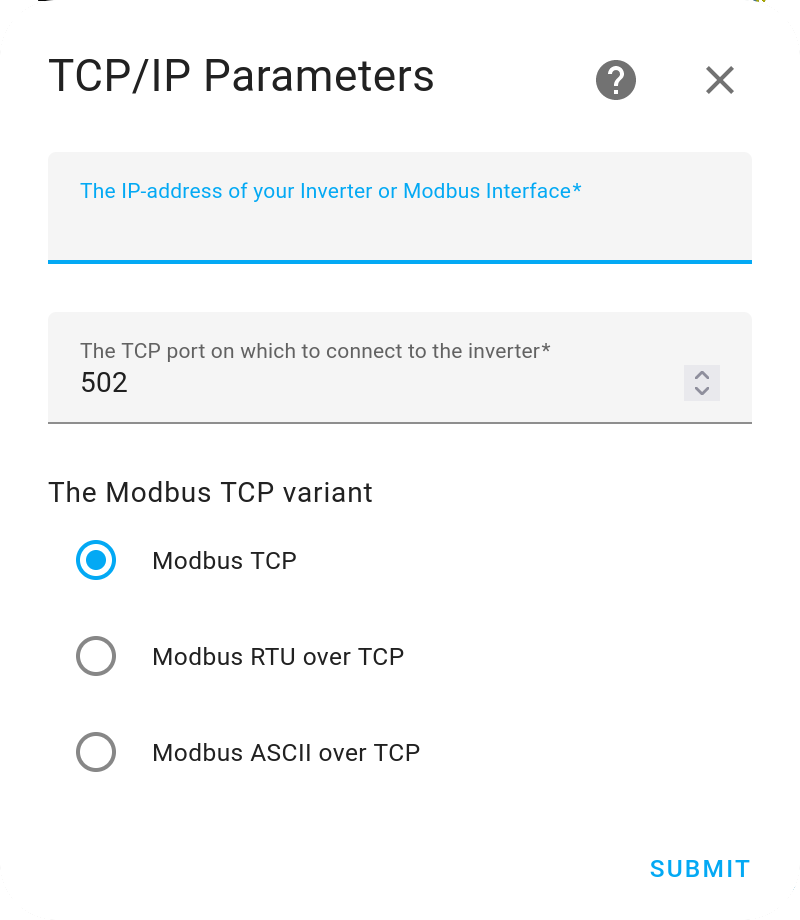 TCP/IP Parameters
The IP-address of your Inverter or Modbus Interface*
The TCP port on which to connect to the inverter*
502
The Modbus TCP variant
Modbus TCP
Modbus RTU over TCP
Modbus ASCII over TCP
SUBMIT